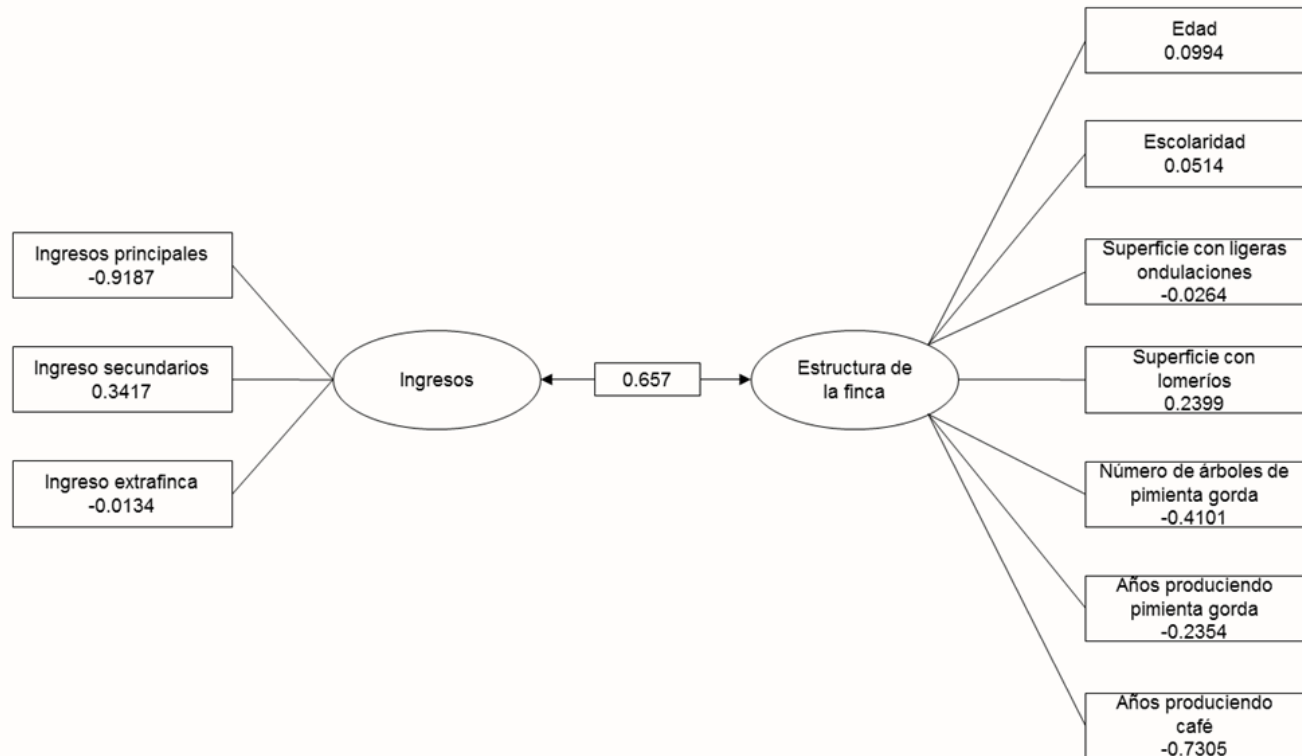 Ingresos principales
-0.9187
Ingreso secundarios
0.3417
Ingreso extrafinca
-0.0134
Ingresos
0.657
Estructura de
la finca
Edad
0.0994
Escolaridad
0.0514
Superficie con ligeras
ondulaciones
-0.0264
Superficie con
lomeríos
0.2399
Número de árboles de
pimienta gorda
-0.4101
Años produciendo
pimienta gorda
-0.2354
Años produciendo
café
-0.7305